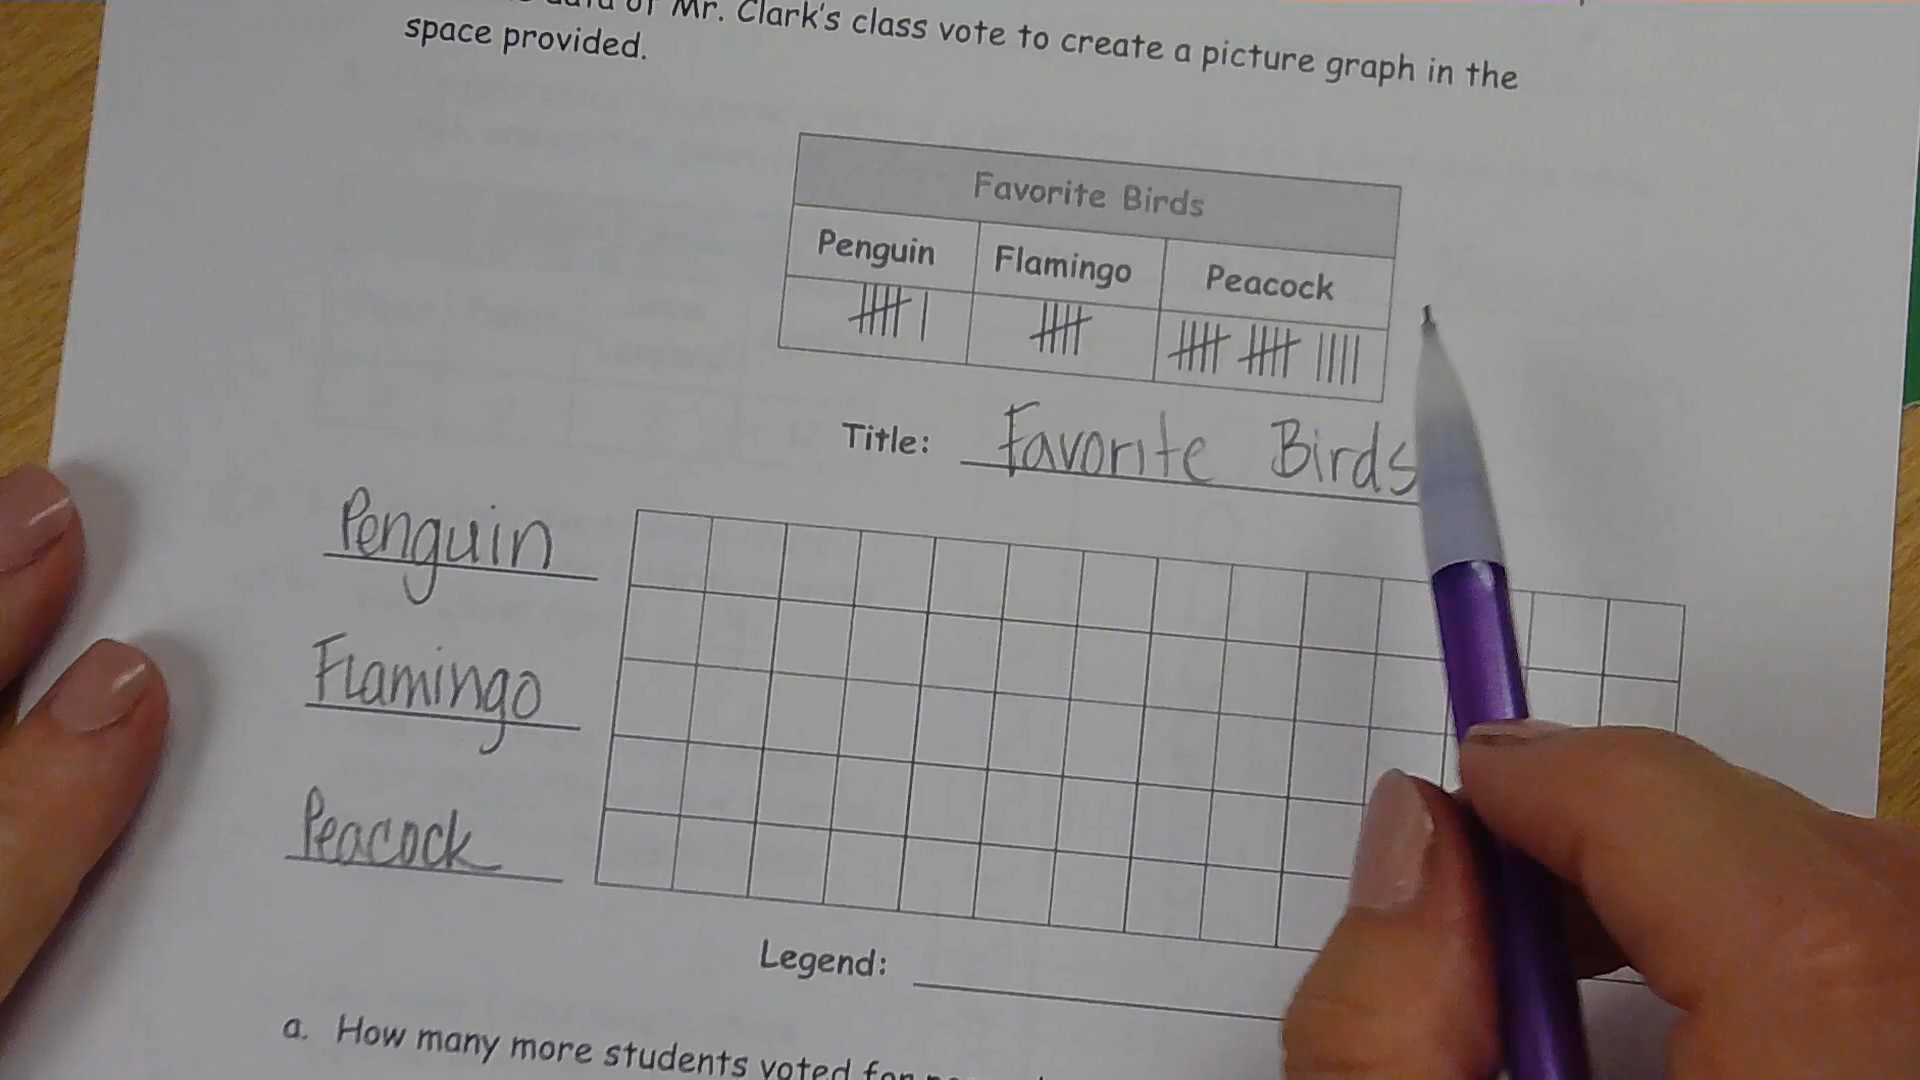 of Mr. Clark's class vote to create a picture graph in the
space provided.
Favorite Birds
Penguin Flamingo Peacock
Title: Favorite Birds
Penguin
Flamingo
Peacock
Legend:
a. How many more students voted for